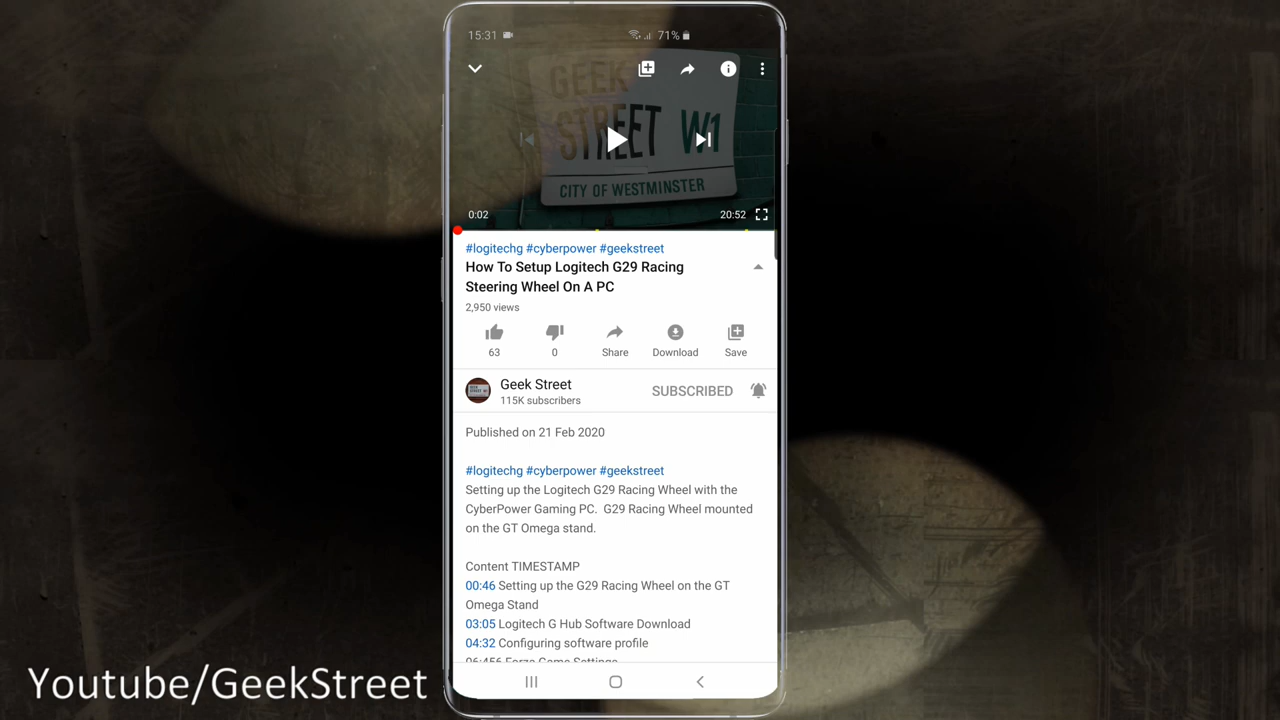 15:31 71%
GEEK
STREET W1
CITY OF WESTMINSTER
0:02 20:52
#logitechg #cyberpower #geekstreet
How To Setup Logitech G29 Racing
Steering Wheel On A PC
2,950 views
63 0 Share Download Save
Geek Street SUBSCRIBED
115K subscribers
Published on 21 Feb 2020
#logitechg #cyberpower #geekstreet
Setting up the Logitech G29 Racing Wheel with the
CyberPower Gaming PC. G29 Racing Wheel mounted
on the GT Omega stand.
Content TIMESTAMP
00:46 Setting up the G29 Racing Wheel on the GT
Omega Stand
03:05 Logitech G Hub Software Download
04:32 Configuring software profile
06:456 Forza Game Settings
Youtube/GeekStreet